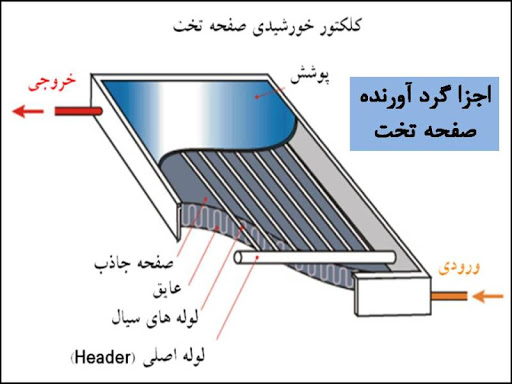 کلکتور خورشیدی صفحه تخت
پوشش
خروجی
اجزا گرد آورنده
صفحه تخت
ورودی
صفحه جاذب
عایق
لوله های سیال
لوله اصلی (Header)